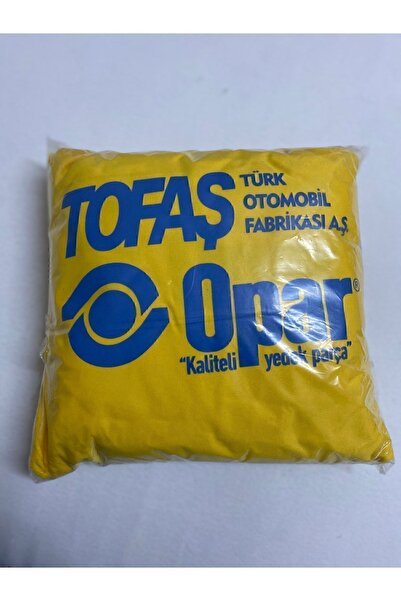 TOFAŞ
TÜRK
OTOMOBİL
FABRİKASI A.Ş.
Opar®
"Kaliteli yedek parça"